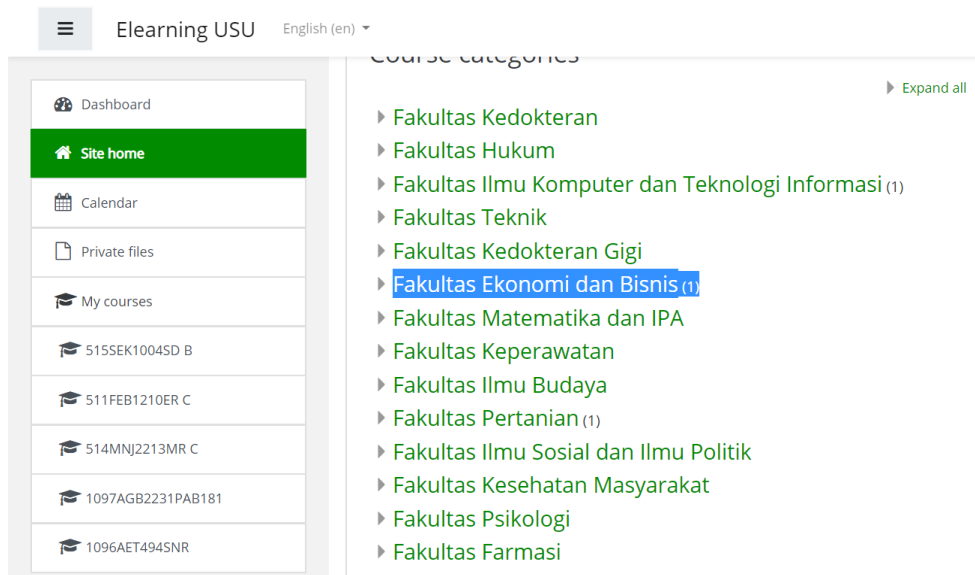 Elearning USU English (en)
Course categories
Expand all
Dashboard
Site home
Calendar
Private files
My courses
515SEK1004SD B
511FEB1210ER C
514MNJ2213MR C
1097AGB2231PAB181
1096AET494SNR
Fakultas Kedokteran
Fakultas Hukum
Fakultas Ilmu Komputer dan Teknologi Informasi (1)
Fakultas Teknik
Fakultas Kedokteran Gigi
Fakultas Ekonomi dan Bisnis (1)
Fakultas Matematika dan IPA
Fakultas Keperawatan
Fakultas Ilmu Budaya
Fakultas Pertanian (1)
Fakultas Ilmu Sosial dan Ilmu Politik
Fakultas Kesehatan Masyarakat
Fakultas Psikologi
Fakultas Farmasi